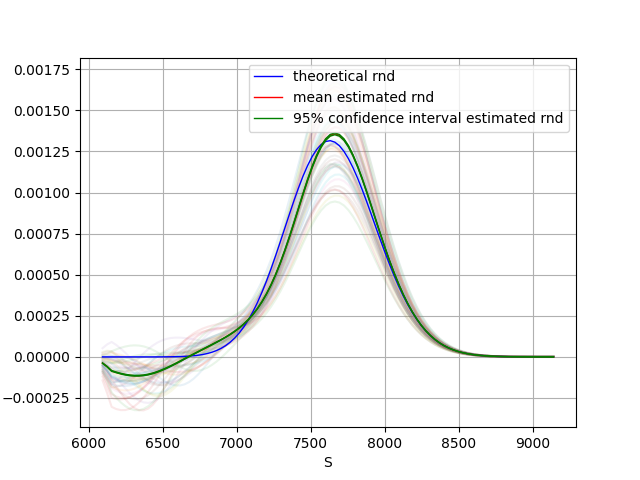 0.00175
0.00150
0.00125
0.00100
0.00075
0.00050
0.00025
0.00000
−0.00025
theoretical rnd
mean estimated rnd
95% confidence interval estimated rnd
6000 6500 7000 7500 8000 8500 9000
S